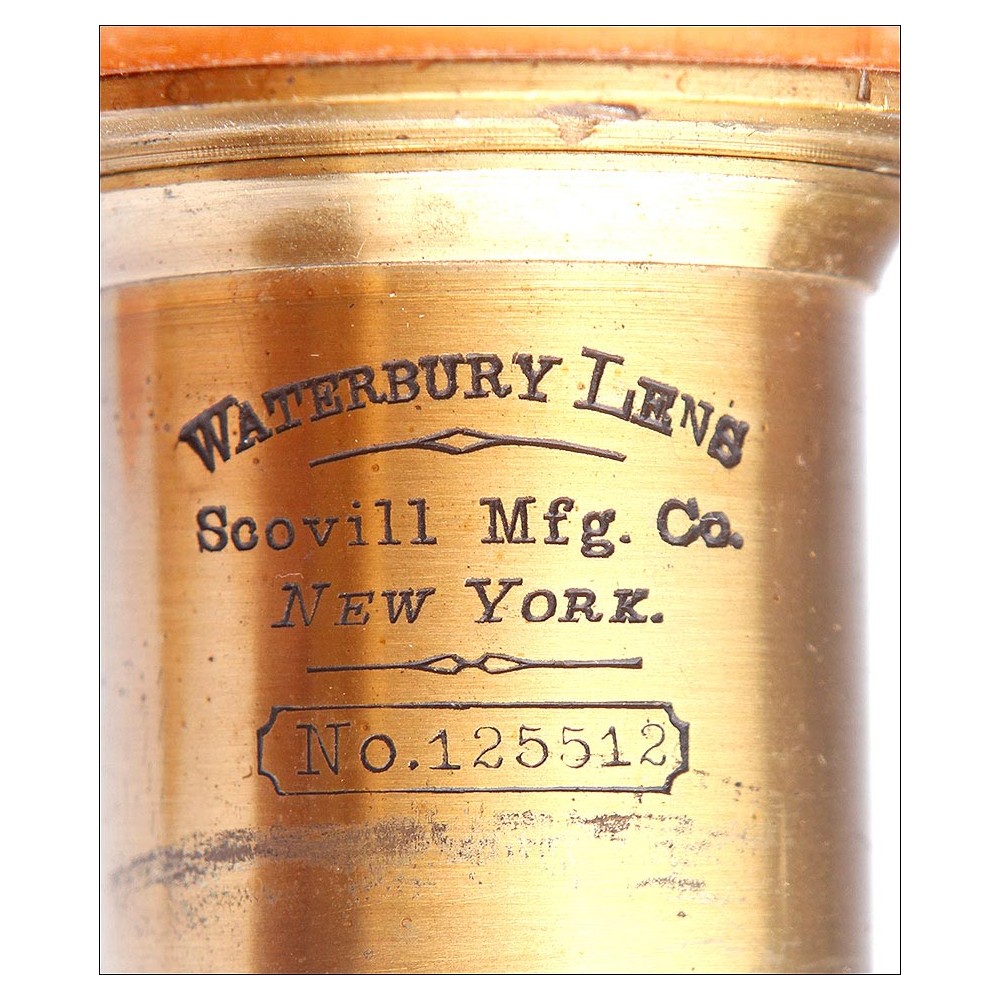 WATERBURY LENS
Scovill Mfg. Co.
NEW YORK.
No.125512